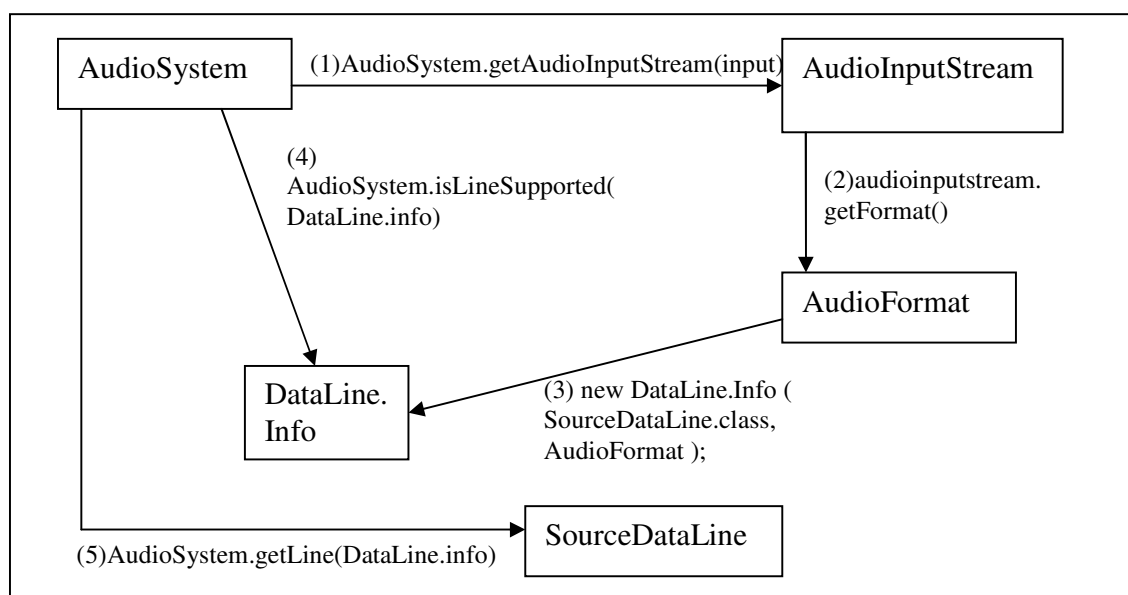 AudioSystem
(1)AudioSystem.getAudioInputStream(input)
AudioInputStream
(4)
AudioSystem.isLineSupported(
DataLine.info)
(2)audioinputstream.
getFormat()
AudioFormat
DataLine.
Info
(3) new DataLine.Info (
SourceDataLine.class,
AudioFormat );
SourceDataLine
(5)AudioSystem.getLine(DataLine.info)